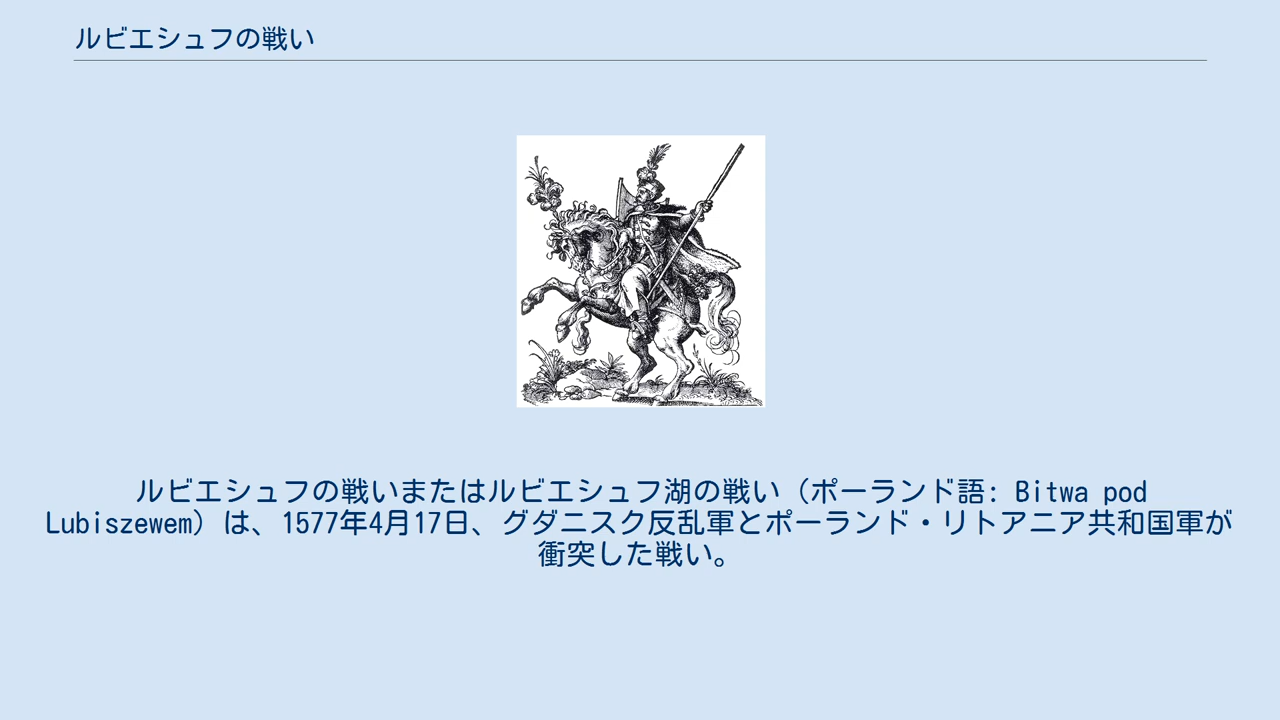 ルビエシュフの戦い
ルビエシュフの戦いまたはルビエシュフ湖の戦い（ポーランド語: Bitwa pod
Lubiszewem）は、1577年4月17日、グダニスク反乱軍とポーランド・リトアニア共和国軍が
衝突した戦い。